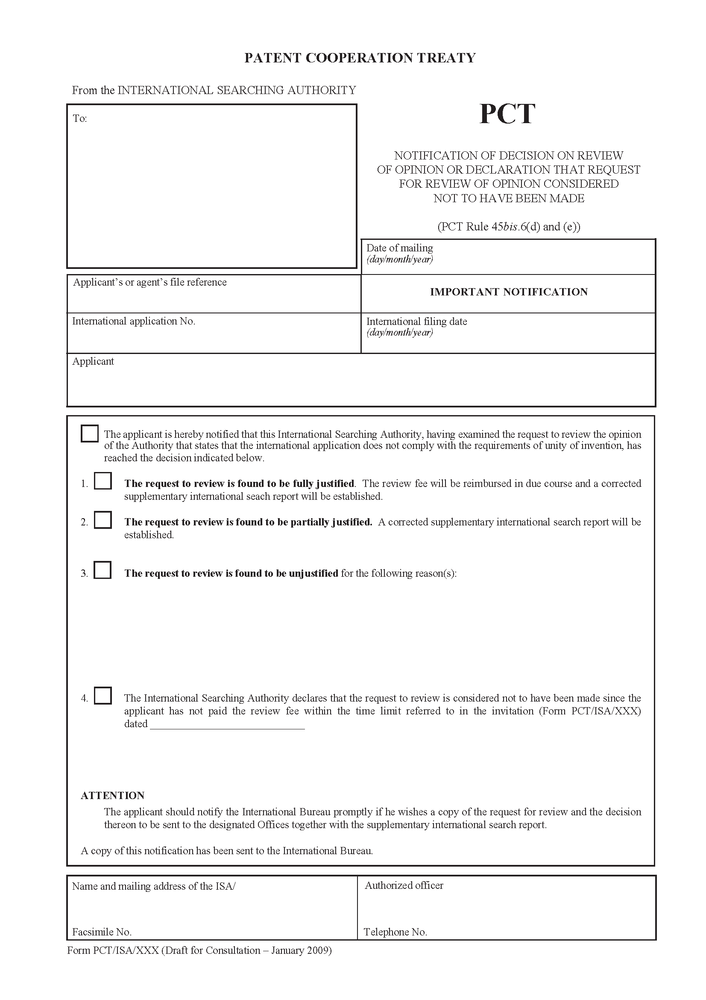 PATENT COOPERATION TREATY
From the INTERNATIONAL SEARCHING AUTHORITY
To:
PCT
NOTIFICATION OF DECISION ON REVIEW
OF OPINION OR DECLARATION THAT REQUEST
FOR REVIEW OF OPINION CONSIDERED
NOT TO HAVE BEEN MADE
(PCT Rule 45bis.6(d) and (e))
Date of mailing
(day/month/year)
Applicant’s or agent’s file reference
IMPORTANT NOTIFICATION
International application No.
International filing date
(day/month/year)
Applicant
The applicant is hereby notified that this International Searching Authority, having examined the request to review the opinion
of the Authority that states that the international application does not comply with the requirements of unity of invention, has
reached the decision indicated below.
1. The request to review is found to be fully justified. The review fee will be reimbursed in due course and a corrected
supplementary international seach report will be established.
2. The request to review is found to be partially justified. A corrected supplementary international search report will be
established.
3. The request to review is found to be unjustified for the following reason(s):
4. The International Searching Authority declares that the request to review is considered not to have been made since the
applicant has not paid the review fee within the time limit referred to in the invitation (Form PCT/ISA/XXX)
dated
ATTENTION
The applicant should notify the International Bureau promptly if he wishes a copy of the request for review and the decision
thereon to be sent to the designated Offices together with the supplementary international search report.
A copy of this notification has been sent to the International Bureau.
Name and mailing address of the ISA/
Authorized officer
Facsimile No.
Telephone No.
Form PCT/ISA/XXX (Draft for Consultation – January 2009)